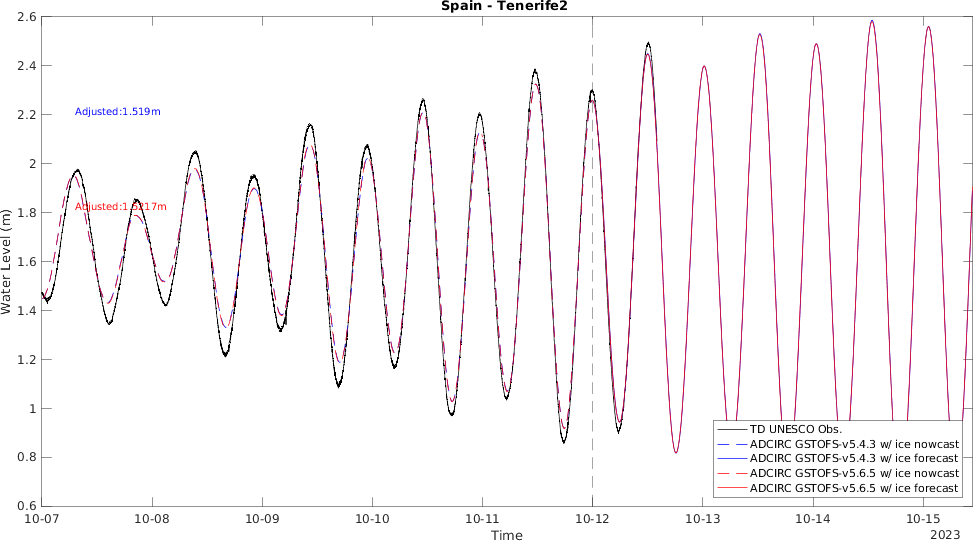 Spain - Tenerife2
2.6
2.4
2.2
2
1.8
1.6
1.4
1.2
1
0.8
0.6
Water Level (m)
Adjusted:1.519m
Adjusted:1.5217m
TD UNESCO Obs.
ADCIRC GSTOFS-v5.4.3 w/ ice nowcast
ADCIRC GSTOFS-v5.4.3 w/ ice forecast
ADCIRC GSTOFS-v5.6.5 w/ ice nowcast
ADCIRC GSTOFS-v5.6.5 w/ ice forecast
10-07 10-08 10-09 10-10 10-11 10-12 10-13 10-14 10-15
Time
2023